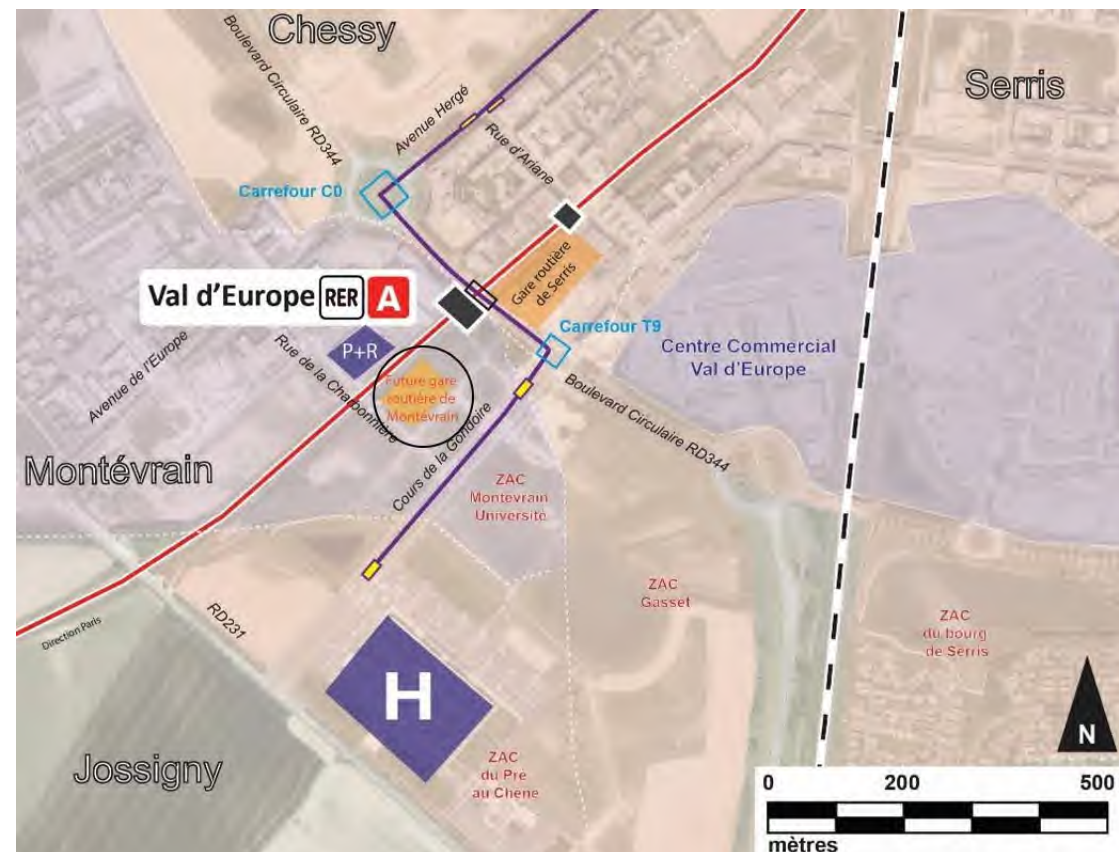 Chessy
Boulevard Circulaire RD344
Serris
Avenue Hergé
Rue d'Ariane
Carrefour C0
Gare routière
de Serris
Val d'Europe RER A
Carrefour T9
Centre Commercial
Val d'Europe
P+R
Avenue de l'Europe
Rue de la Charbonnière
Future gare
routière de
Montévrain
Boulevard Circulaire RD344
Cours de la Gondoire
Montévrain
ZAC
Montevrain
Université
ZAC
Gasset
ZAC
du bourg
de Serris
RD231
Direction Paris
H
N
Jossigny
ZAC
du Pré
au Chene
0 200 500
mètres